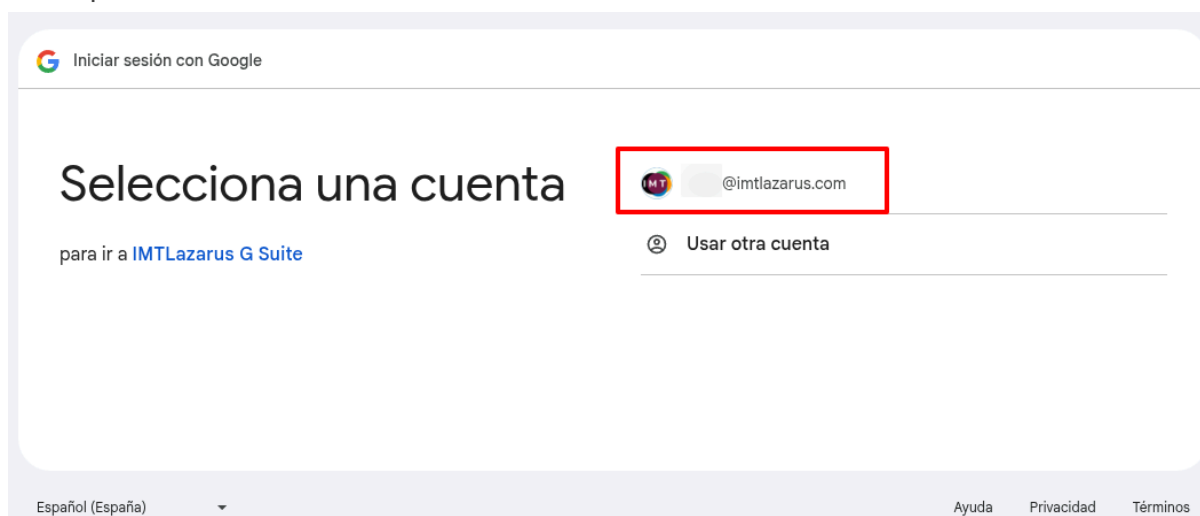 Iniciar sesión con Google
Selecciona una cuenta
para ir a IMTLazarus G Suite
IMT
@imtlazarus.com
Usar otra cuenta
Español (España)
Ayuda Privacidad Términos